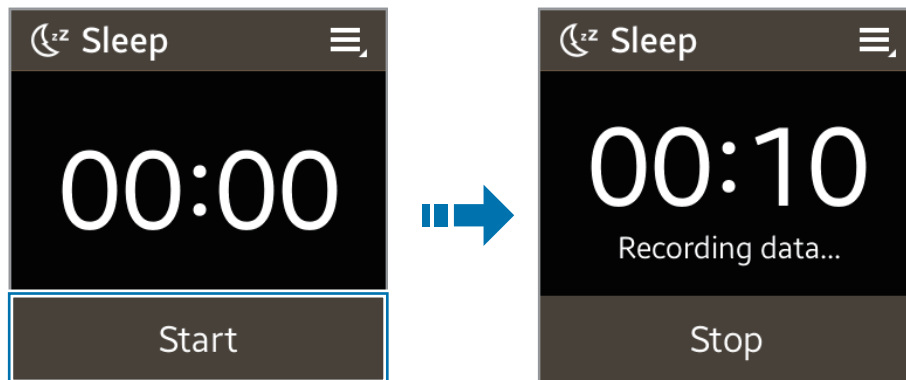 Sleep
00:00
Start
Sleep
00:10
Recording data...
Stop